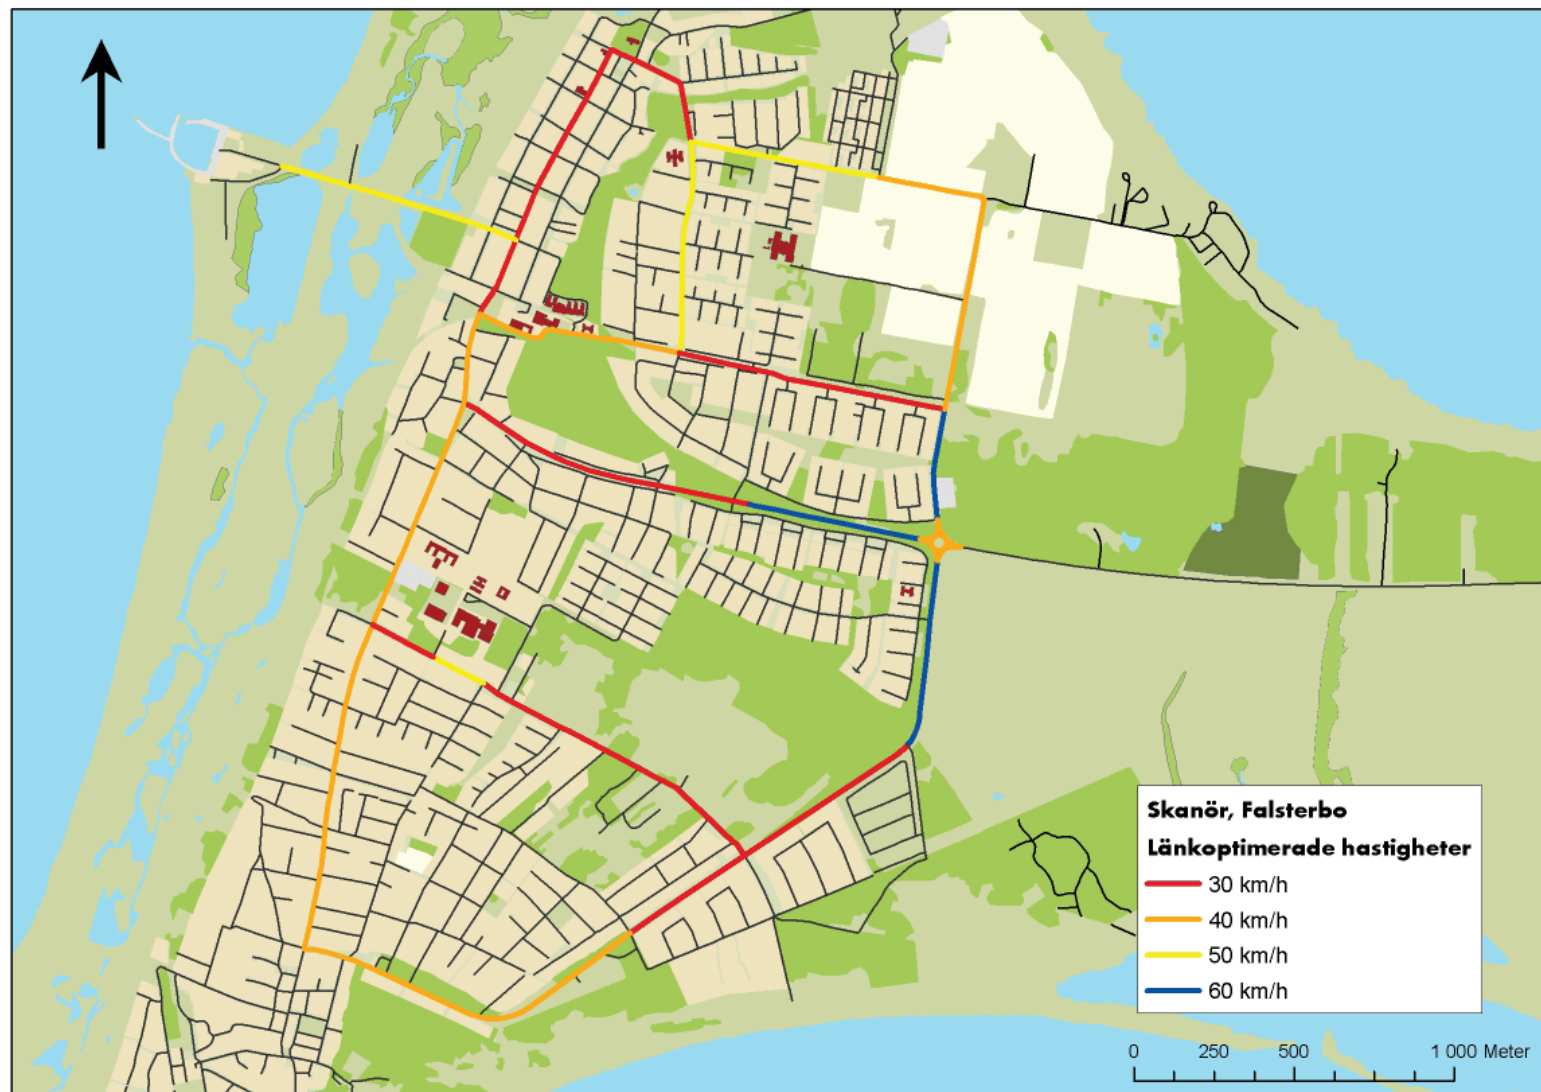 Skanör, Falsterbo
Länkoptimerade hastigheter
30 km/h
40 km/h
50 km/h
60 km/h
0 250 500 1 000 Meter